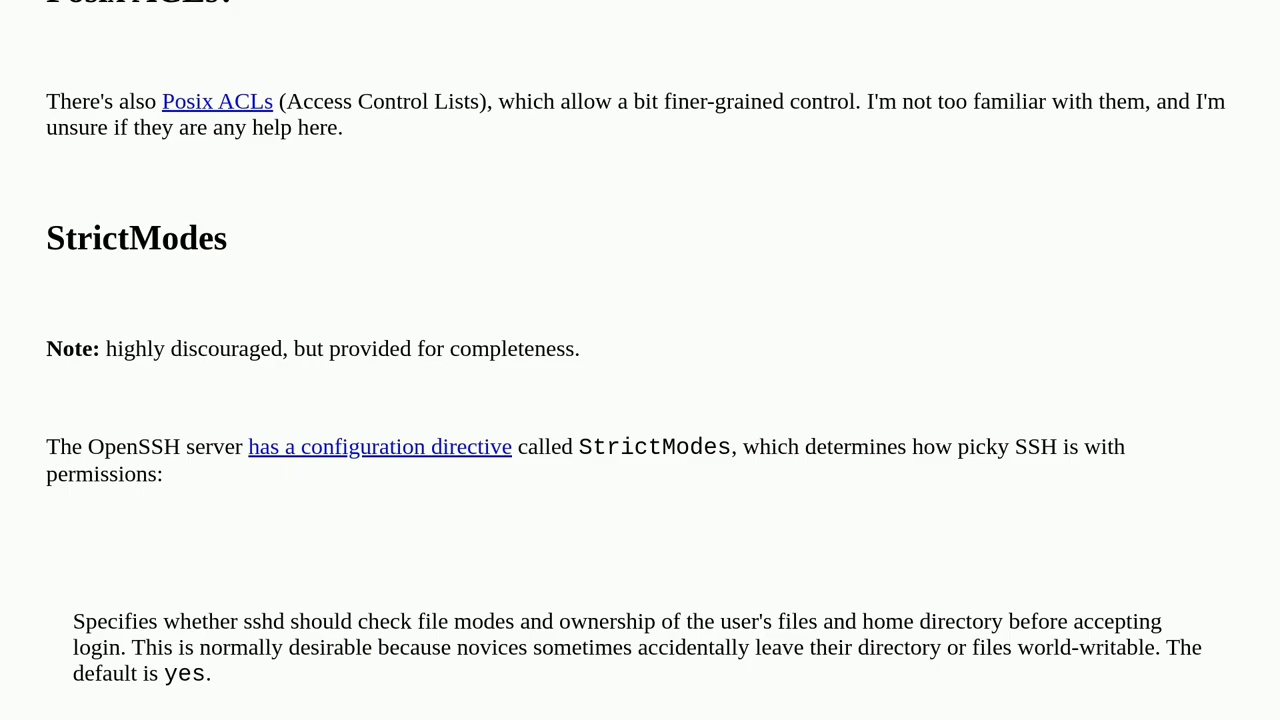 Posix ACLs?
There's also Posix ACLs (Access Control Lists), which allow a bit finer-grained control. I'm not too familiar with them, and I'm
unsure if they are any help here.
StrictModes
Note: highly discouraged, but provided for completeness.
The OpenSSH server has a configuration directive called StrictModes, which determines how picky SSH is with
permissions:
Specifies whether sshd should check file modes and ownership of the user's files and home directory before accepting
login. This is normally desirable because novices sometimes accidentally leave their directory or files world-writable. The
default is yes.